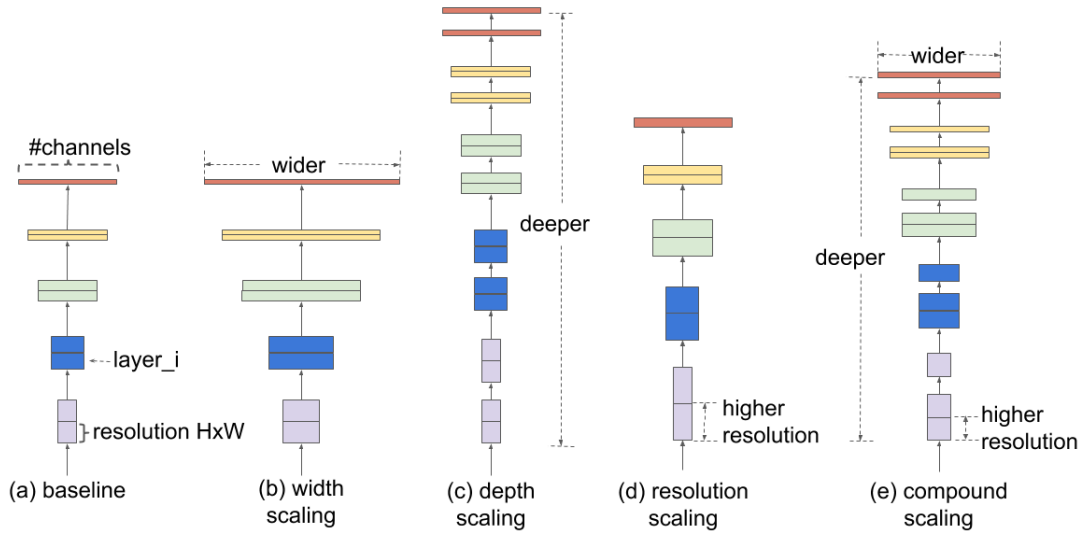 #channels
layer_i
resolution HxW
(a) baseline
wider
(b) width
scaling
deeper
(c) depth
scaling
higher
resolution
(d) resolution
scaling
wider
deeper
higher
resolution
(e) compound
scaling